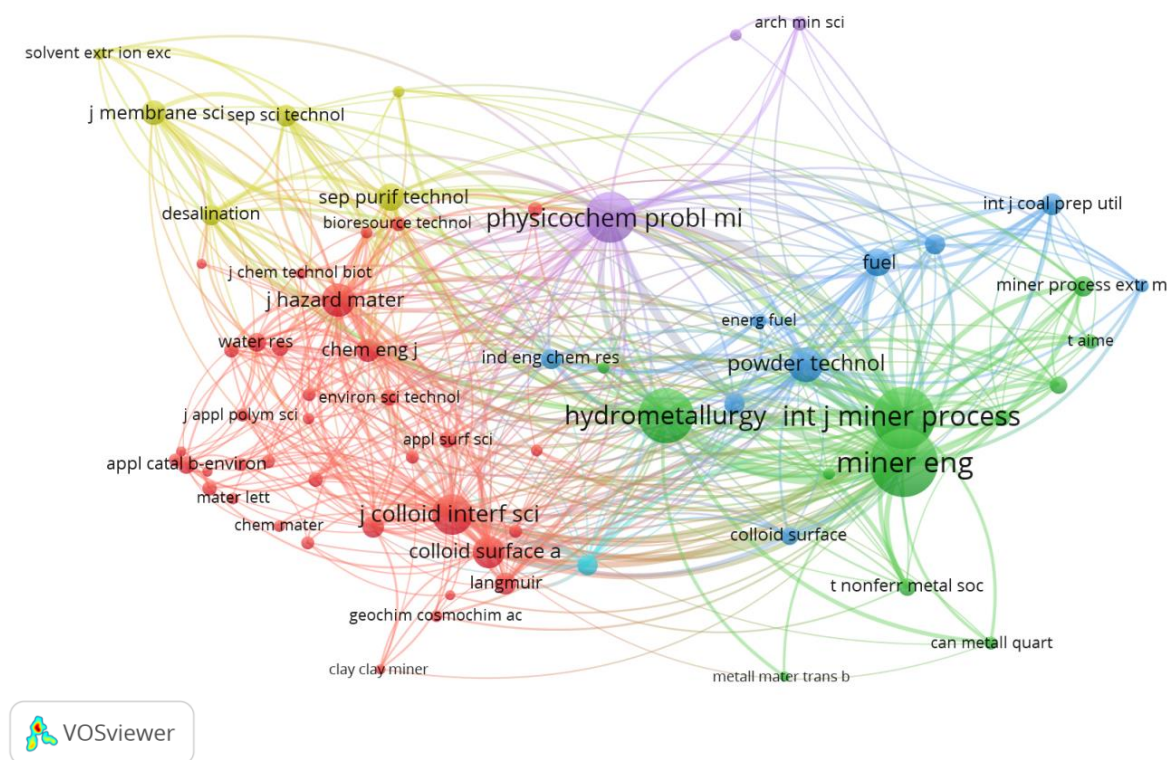 arch min sci
solvent extr ion exc
j membrane sci
sep sci technol
sep purif technol
int j coal prep util
desalination
bioresource technol
physicochem probl mi
fuel
j chem technol biot
miner process extr m
j hazard mater
energ fuel
water res
chem eng j
t aime
ind eng chem res
powder technol
environ sci technol
j appl polym sci
hydrometallurgy
int j miner process
appl surf sci
appl catal b-environ
miner eng
mater lett
j colloid interf sci
chem mater
colloid surface
colloid surface a
langmuir
t nonferr metal soc
geochim cosmochim ac
can metall quart
clay clay miner
metall mater trans b
VOSviewer